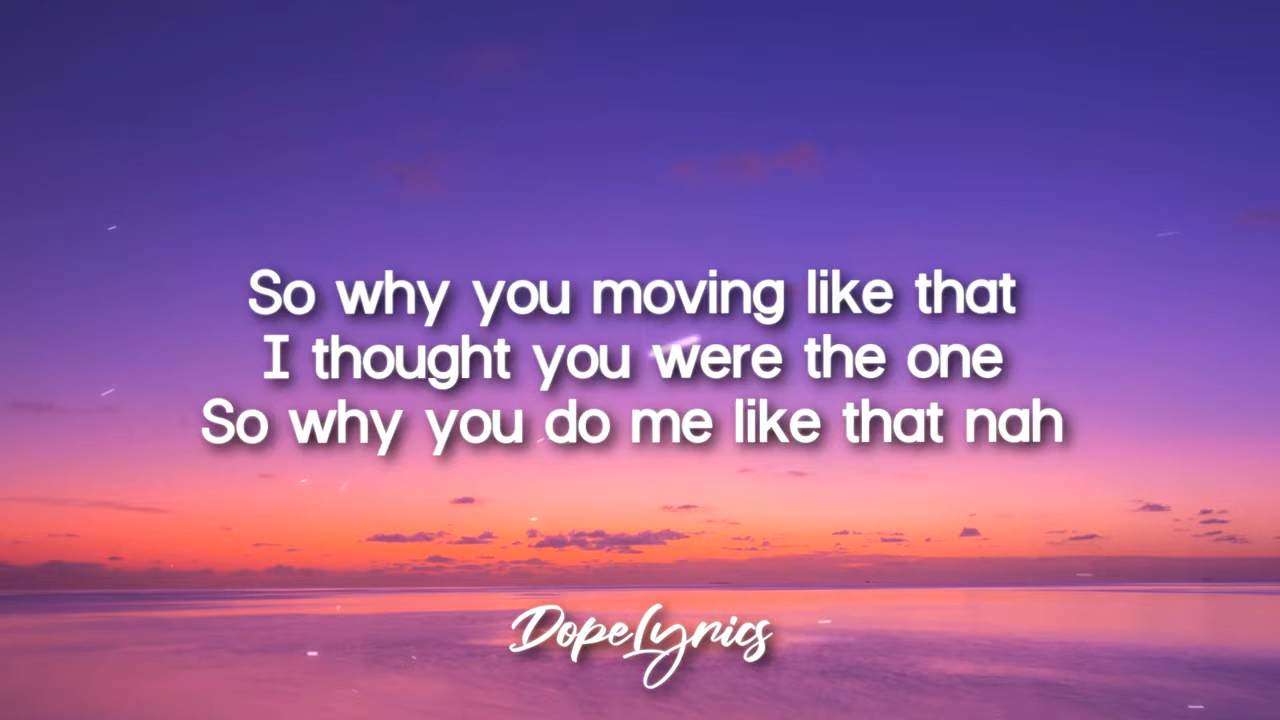 So why you moving like that
I thought you were the one
So why you do me like that nah
DopeLyrics